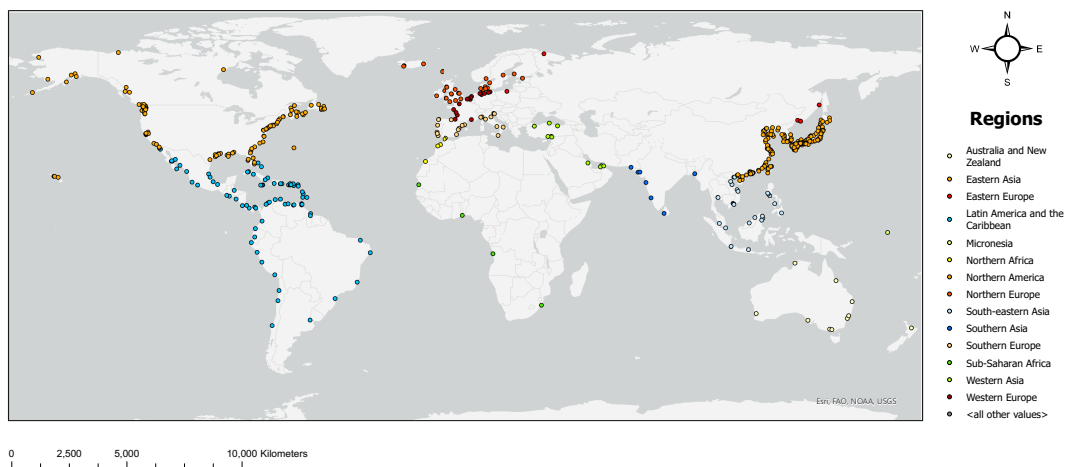 N
W
E
S
Regions
Australia and New
Zealand
Eastern Asia
Eastern Europe
Latin America and the
Caribbean
Micronesia
Northern Africa
Northern America
Northern Europe
South-eastern Asia
Southern Asia
Southern Europe
Sub-Saharan Africa
Western Asia
Western Europe
<all other values>
Esri, FAO, NOAA, USGS
0 2,500 5,000 10,000 Kilometers